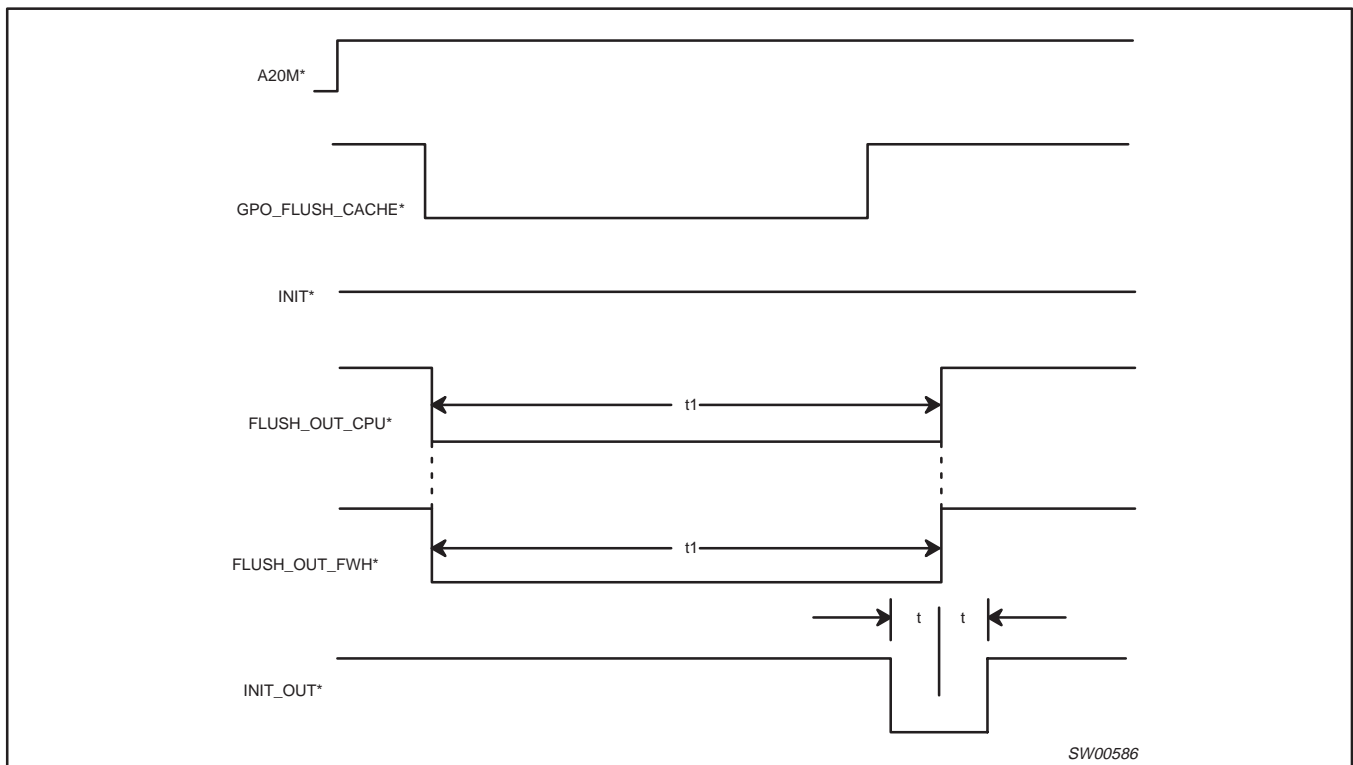 A20M*
GPO_FLUSH_CACHE*
INIT*
t1
FLUSH_OUT_CPU*
t1
FLUSH_OUT_FWH*
t t
INIT_OUT*
SW00586